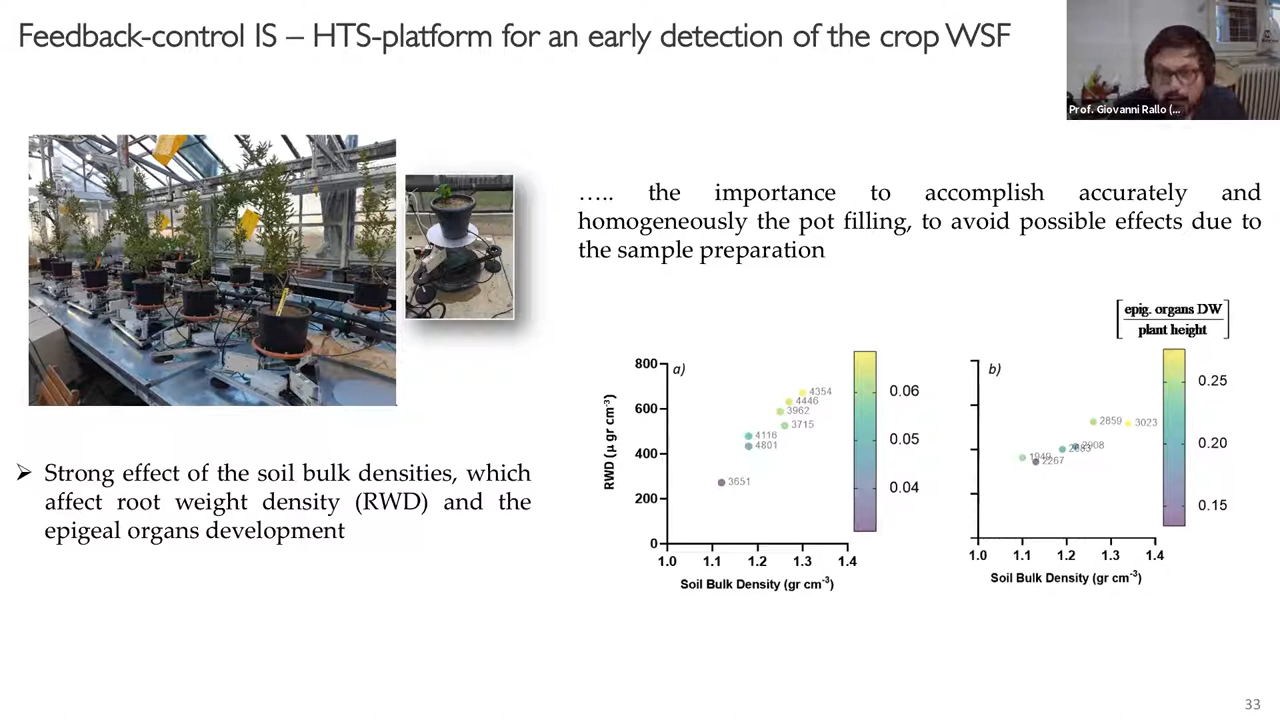 Feedback-control IS – HTS-platform for an early detection of the crop WSF
Prof. Giovanni Rallo (...
….. the importance to accomplish accurately and
homogeneously the pot filling, to avoid possible effects due to
the sample preparation
➢ Strong effect of the soil bulk densities, which
affect root weight density (RWD) and the
epigeal organs development
epig. organs DW
plant height
a)
800
600
400
200
0
RWD (µ gr cm⁻³)
4354
4446
3962
3715
4116
4801
3651
1.0 1.1 1.2 1.3 1.4
Soil Bulk Density (gr cm⁻³)
0.06
0.05
0.04
b)
2859
3023
2908
1949
2267
1.0 1.1 1.2 1.3 1.4
Soil Bulk Density (gr cm⁻³)
0.25
0.20
0.15
33